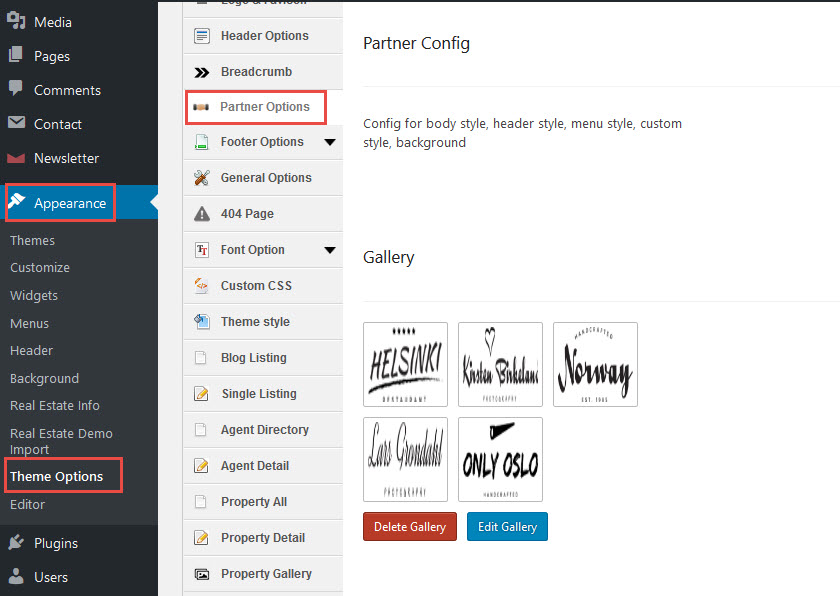 Media
Pages
Comments
Contact
Newsletter
Appearance
Themes
Customize
Widgets
Menus
Header
Background
Real Estate Info
Real Estate Demo
Import
Theme Options
Editor
Plugins
Users
Header Options
Breadcrumb
Partner Options
Footer Options
General Options
404 Page
Font Option
Custom CSS
Theme style
Blog Listing
Single Listing
Agent Directory
Agent Detail
Property All
Property Detail
Property Gallery
Partner Config
Config for body style, header style, menu style, custom
style, background
Gallery
HELSINKI
RESTAURANT
Kirsten Birkeland
PHOTOGRAPHY
HANDCRAFTED
Norway
EST. 1965
Lars Grondahl
PHOTOGRAPHY
ONLY OSLO
HANDCRAFTED
Delete Gallery
Edit Gallery